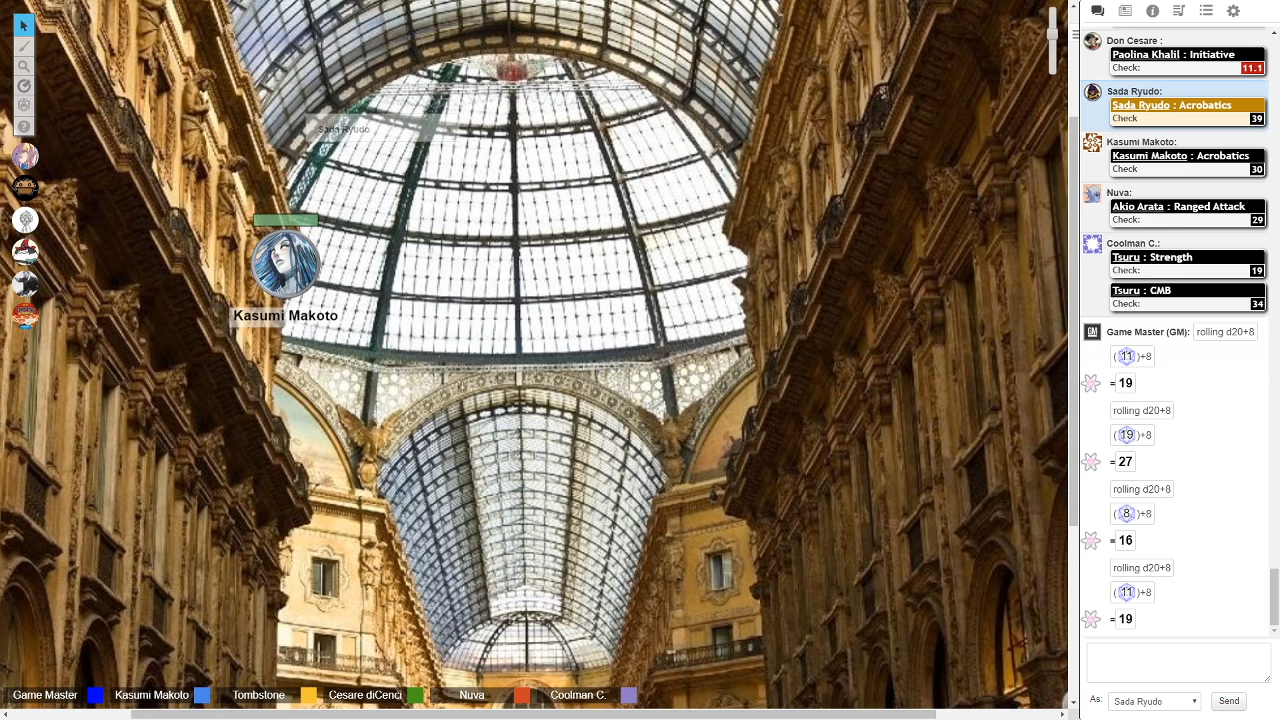 Sada Ryudo
Kasumi Makoto
Game Master
Kasumi Makoto
Tombstone
Cesare diCenci
Nuva
Coolman C.
Don Cesare :
Paolina Khalil : Initiative
Check: 11.1
Sada Ryudo:
Sada Ryudo : Acrobatics
Check 39
Kasumi Makoto:
Kasumi Makoto : Acrobatics
Check 30
Nuva:
Akio Arata : Ranged Attack
Check: 29
Coolman C.:
Tsuru : Strength
Check: 19
Tsuru : CMB
Check: 34
GM
Game Master (GM): rolling d20+8
(11)+8
=19
rolling d20+8
(19)+8
=27
rolling d20+8
(8)+8
=16
rolling d20+8
(11)+8
=19
As: Sada Ryudo Send